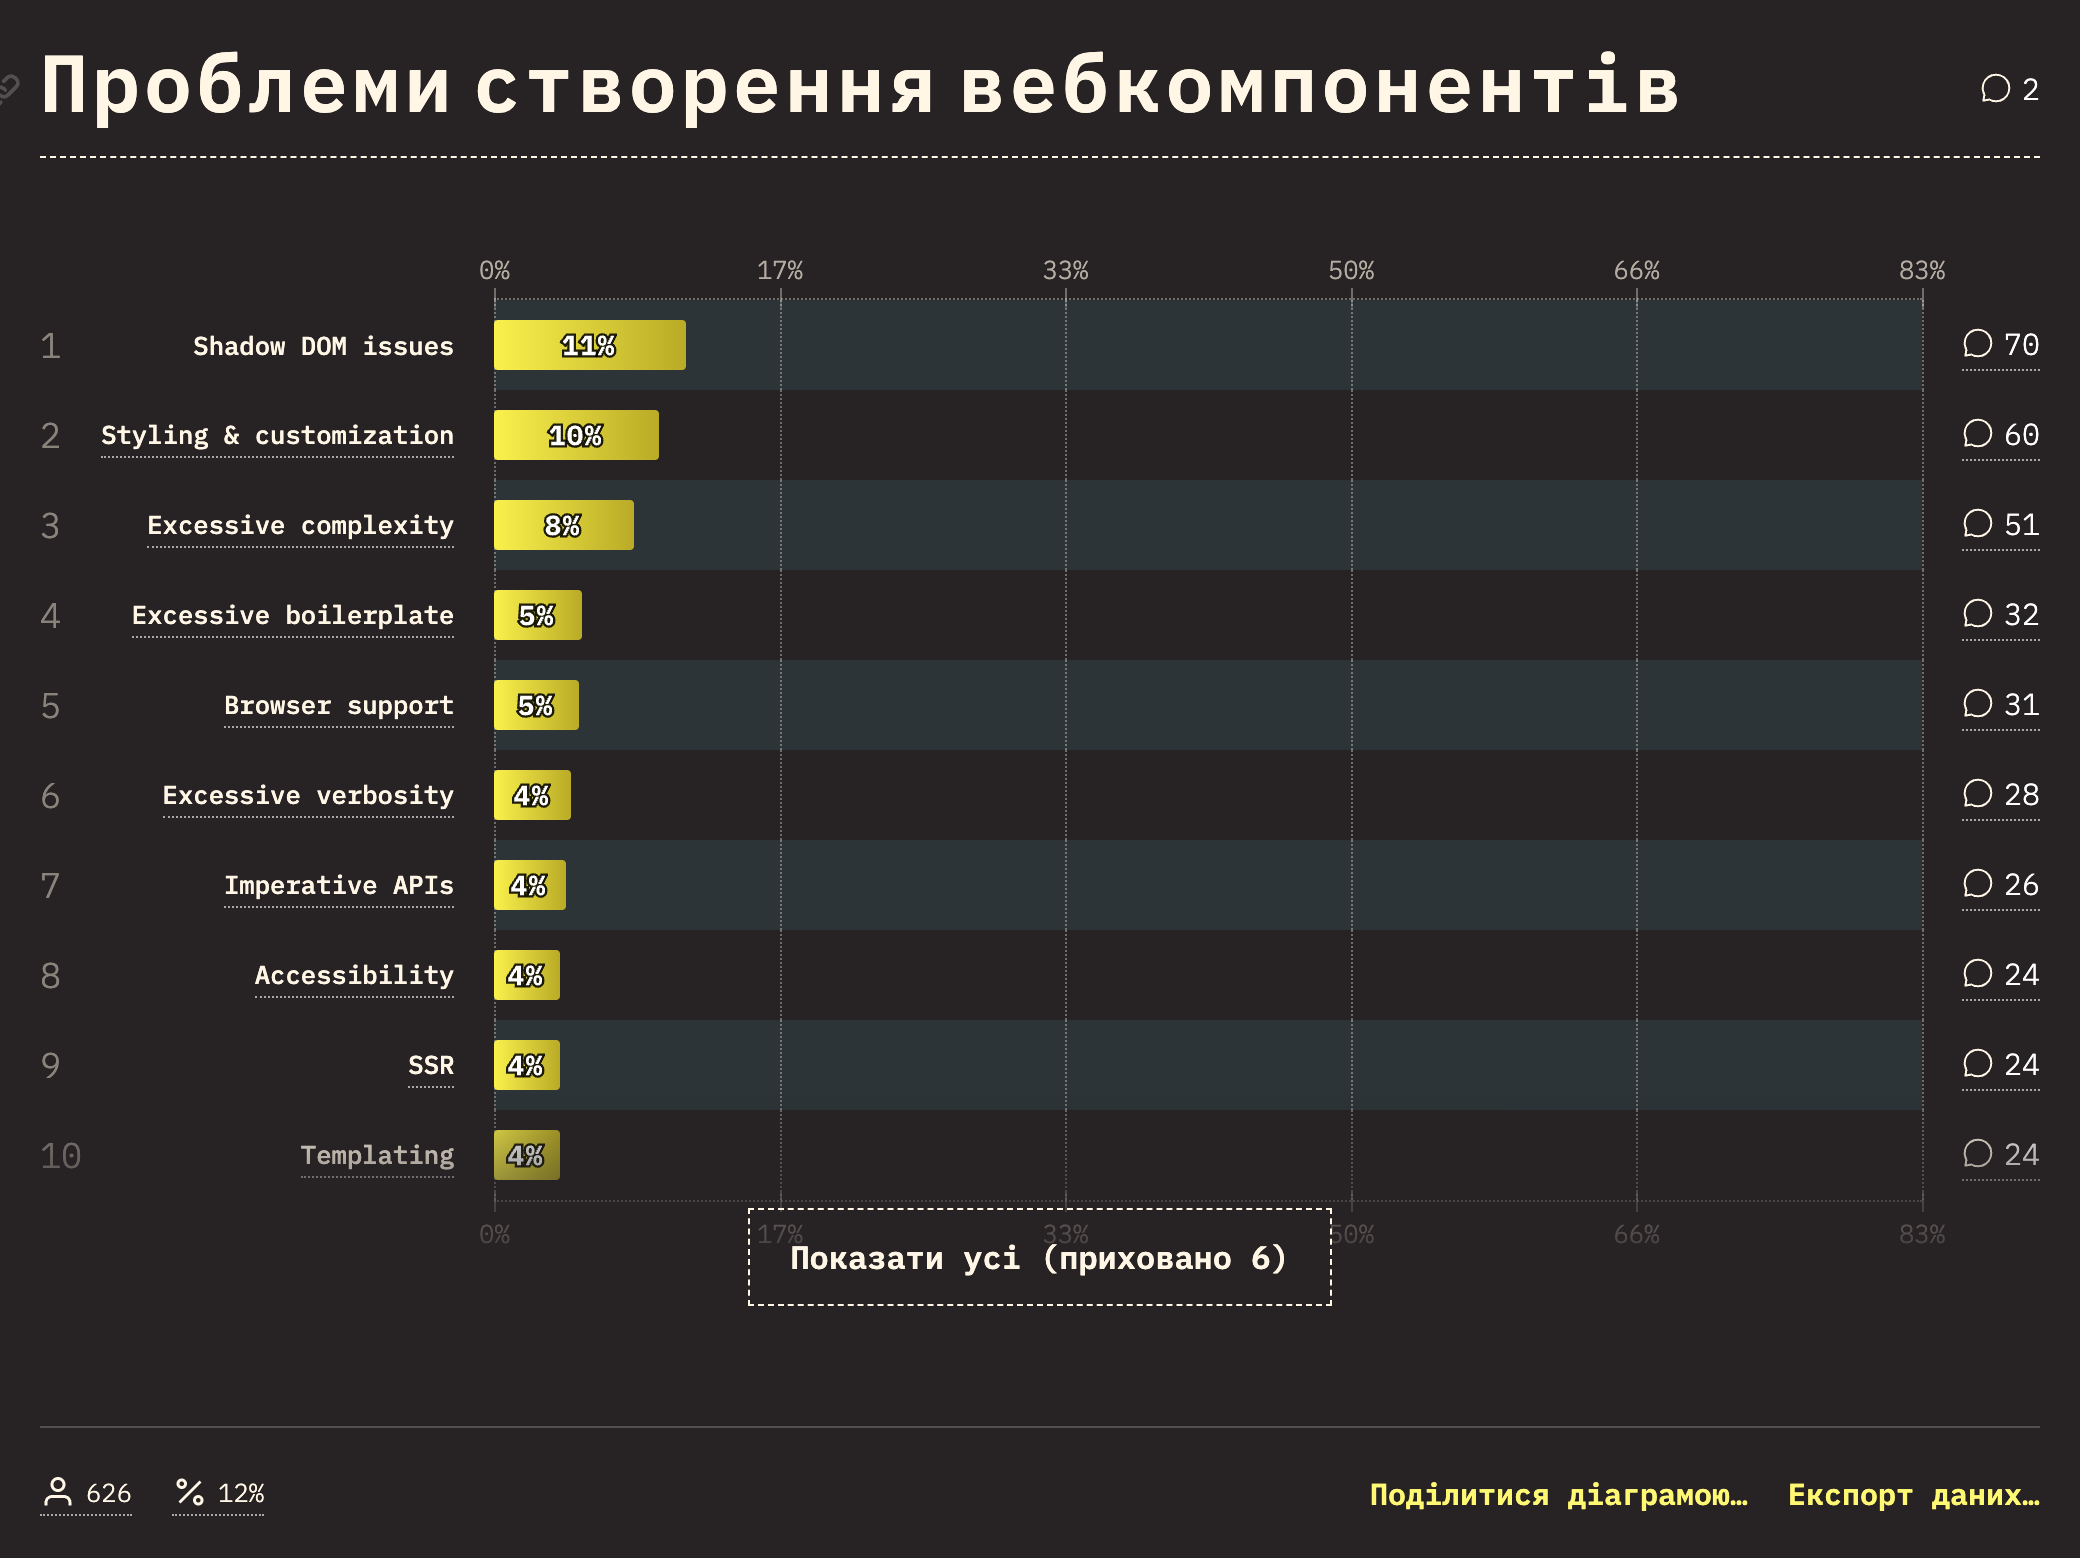 Проблеми створення вебкомпонентів 2
0% 17% 33% 50% 66% 83%
1 Shadow DOM issues 11% 70
2 Styling & customization 10% 60
3 Excessive complexity 8% 51
4 Excessive boilerplate 5% 32
5 Browser support 5% 31
6 Excessive verbosity 4% 28
7 Imperative APIs 4% 26
8 Accessibility 4% 24
9 SSR 4% 24
10 Templating 4% 24
0% 17% 33% 50% 66% 83%
Показати усі (приховано 6)
626 12% Поділитися діаграмою… Експорт даних…